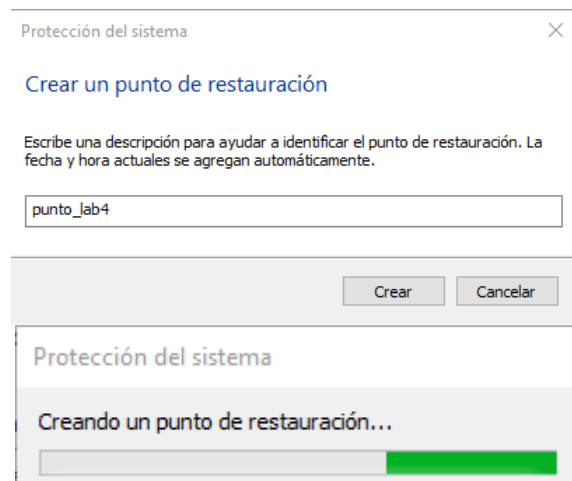 Protección del sistema
Crear un punto de restauración
Escribe una descripción para ayudar a identificar el punto de restauración. La
fecha y hora actuales se agregan automáticamente.
punto_lab4
Crear Cancelar
Protección del sistema
Creando un punto de restauración...